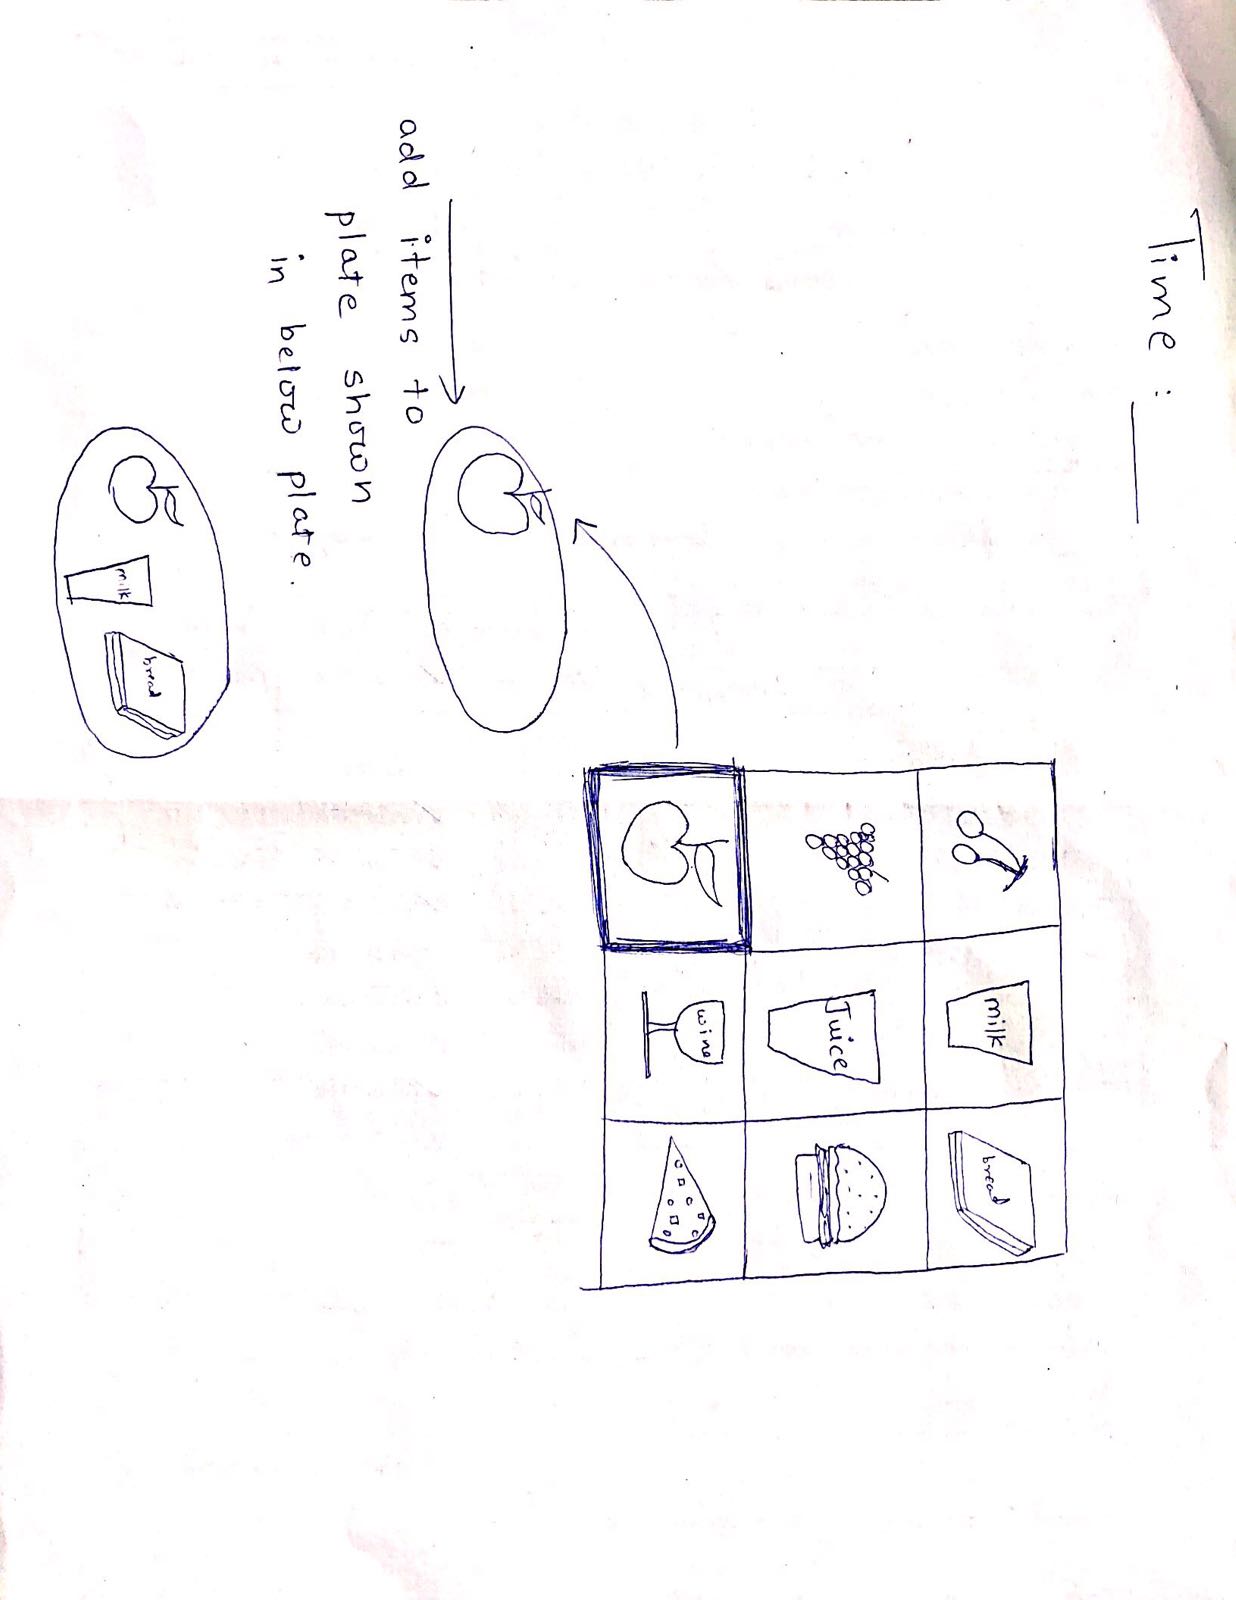 Time : ____
milk
bread
Juice
wine
add items to
plate shown
in below plate.
milk
bread